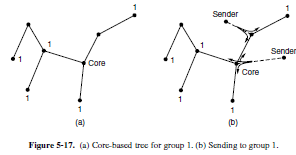 1
1
1
Core
1
(a)
Sender
1
Sender
1
1
Core
1
(b)
Figure 5-17. (a) Core-based tree for group 1. (b) Sending to group 1.